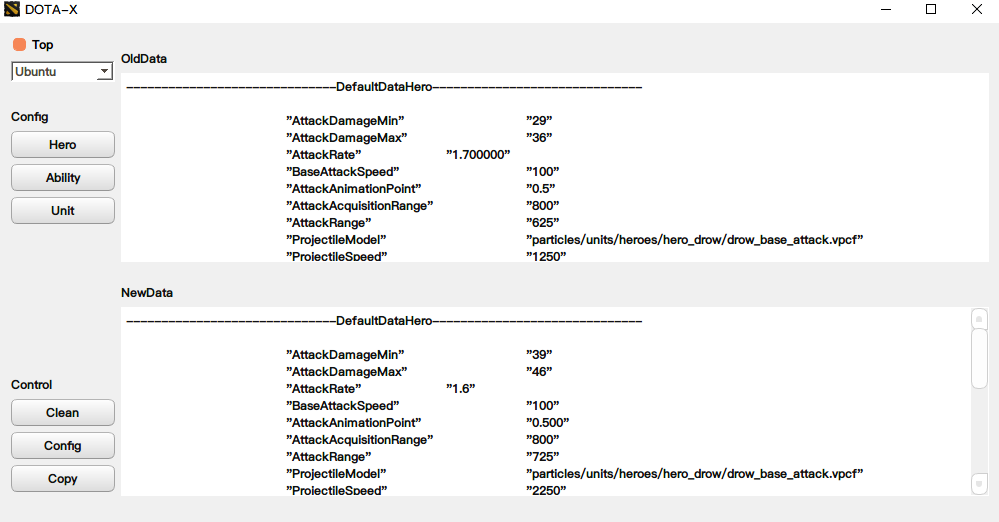 DOTA-X
Top
Ubuntu
Config
Hero
Ability
Unit
OldData
------------------------------DefaultDataHero------------------------------
"AttackDamageMin" "29"
"AttackDamageMax" "36"
"AttackRate" "1.700000"
"BaseAttackSpeed" "100"
"AttackAnimationPoint" "0.5"
"AttackAcquisitionRange" "800"
"AttackRange" "625"
"ProjectileModel" "particles/units/heroes/hero_drow/drow_base_attack.vpcf"
"ProjectileSpeed" "1250"
NewData
------------------------------DefaultDataHero------------------------------
"AttackDamageMin" "39"
"AttackDamageMax" "46"
"AttackRate" "1.6"
"BaseAttackSpeed" "100"
"AttackAnimationPoint" "0.500"
"AttackAcquisitionRange" "800"
"AttackRange" "725"
"ProjectileModel" "particles/units/heroes/hero_drow/drow_base_attack.vpcf"
"ProjectileSpeed" "2250"
Control
Clean
Config
Copy